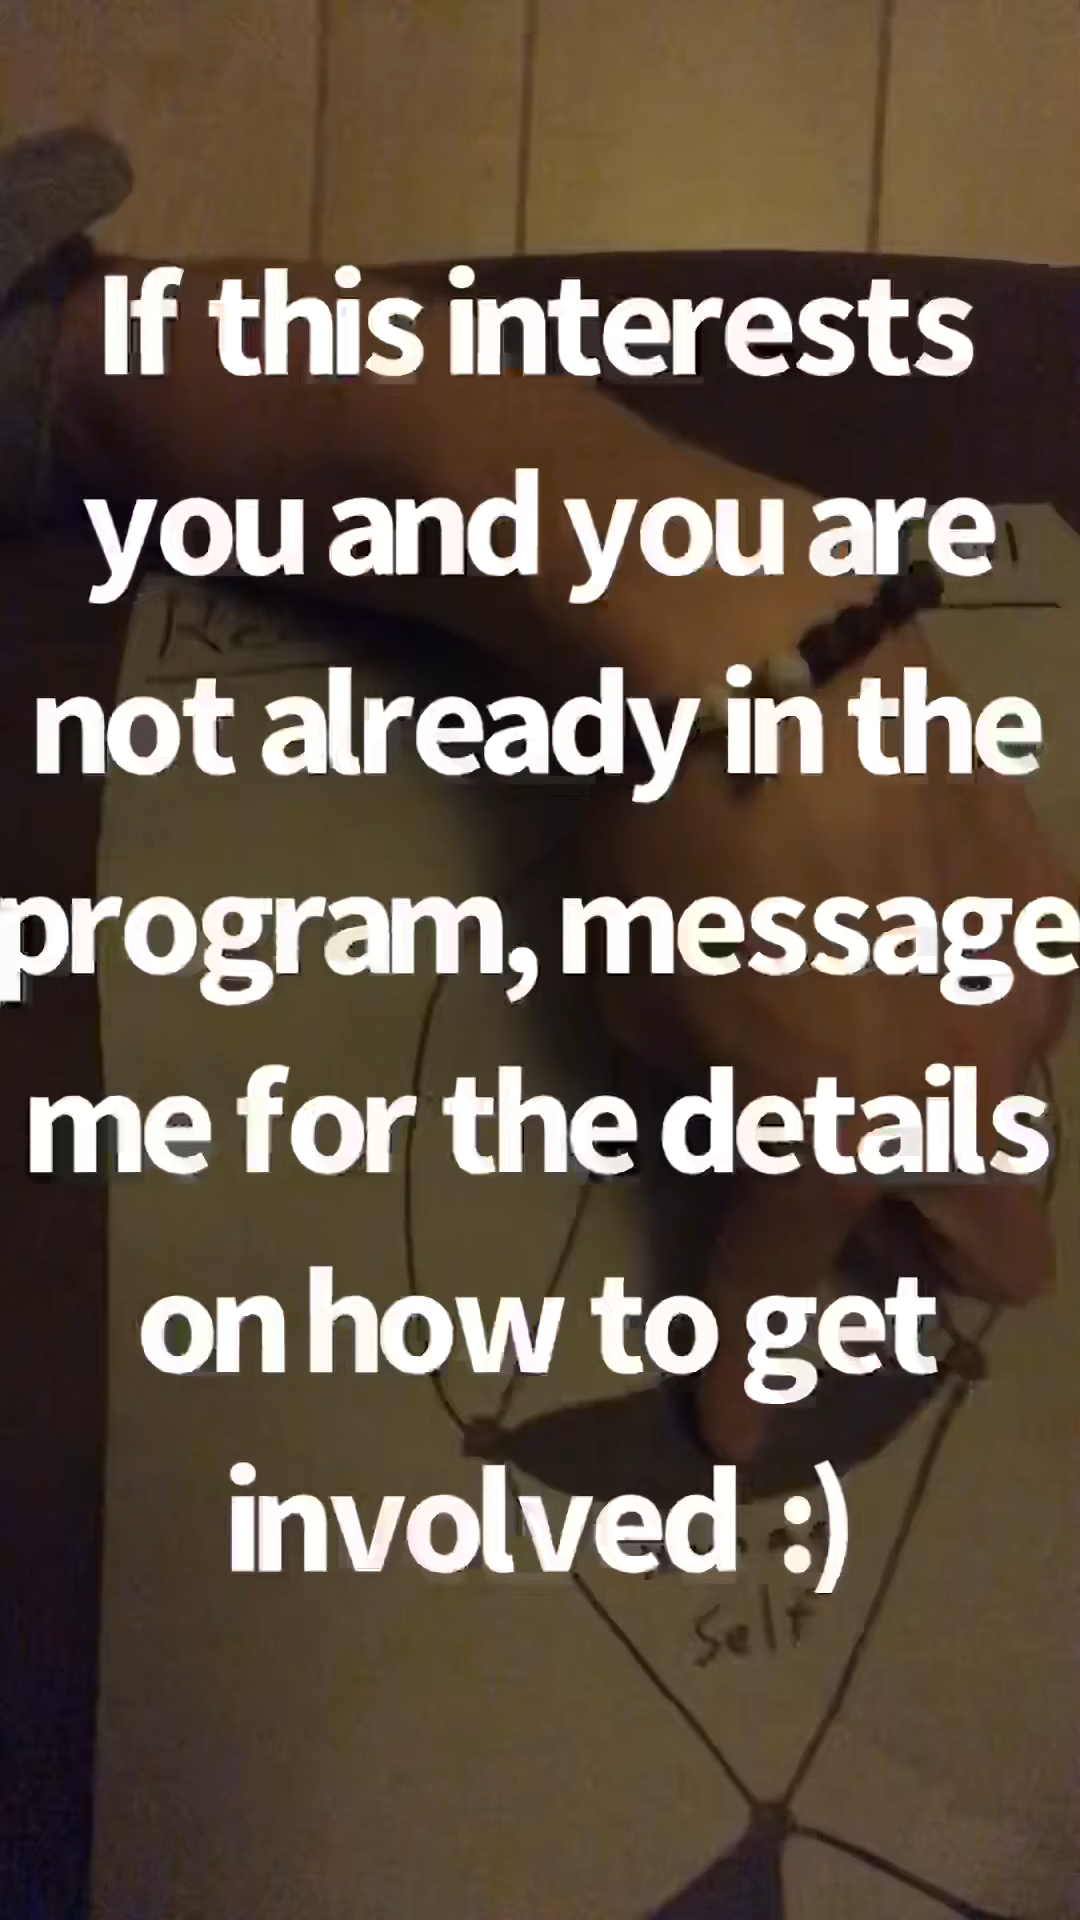 If this interests
you and you are
not already in the
program, message
me for the details
on how to get
involved :)
Self